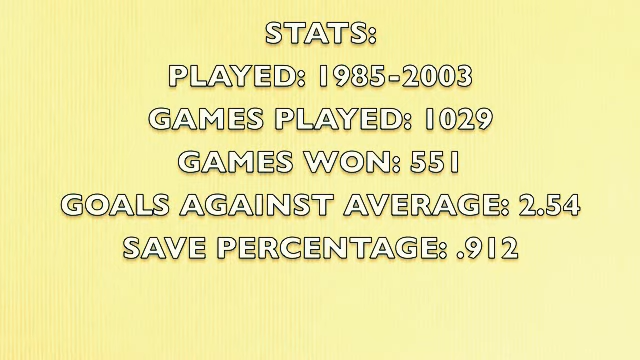 STATS:
PLAYED: 1985-2003
GAMES PLAYED: 1029
GAMES WON: 551
GOALS AGAINST AVERAGE: 2.54
SAVE PERCENTAGE: .912